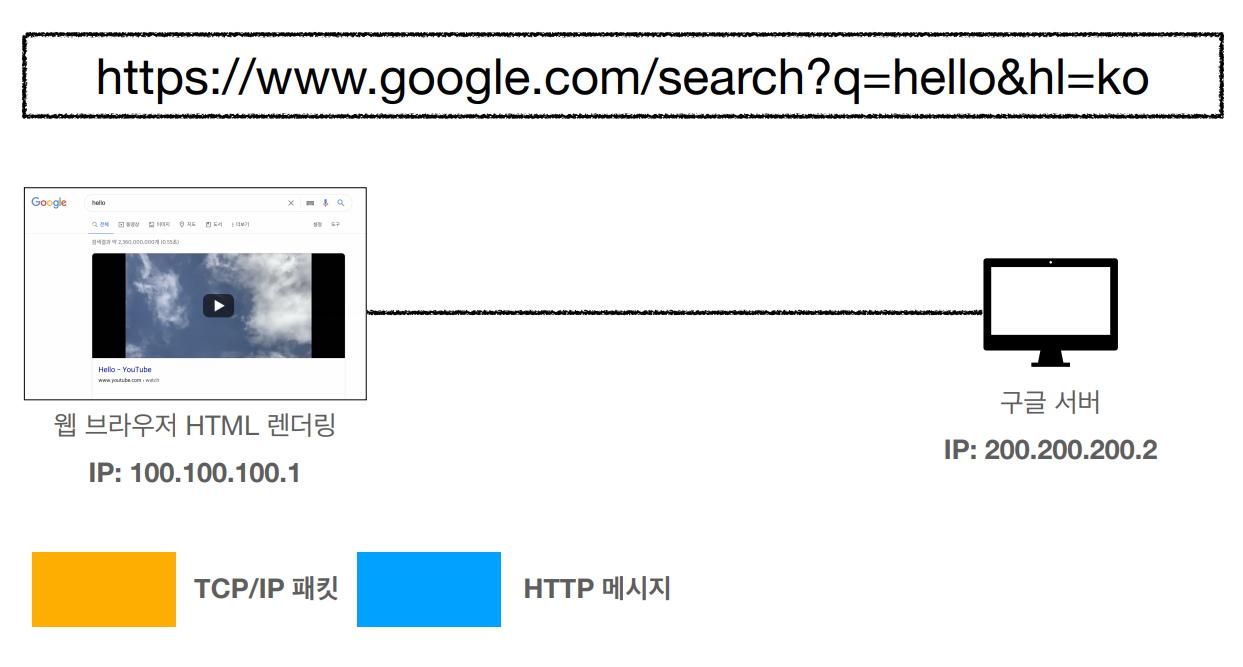 https://www.google.com/search?q=hello&hl=ko
Google hello
전체 동영상 이미지 지도 도서 더보기 설정 도구
검색결과 약 2,360,000,000개 (0.55초)
Hello - YouTube
www.youtube.com › watch
웹 브라우저 HTML 렌더링
IP: 100.100.100.1
구글 서버
IP: 200.200.200.2
TCP/IP 패킷 HTTP 메시지